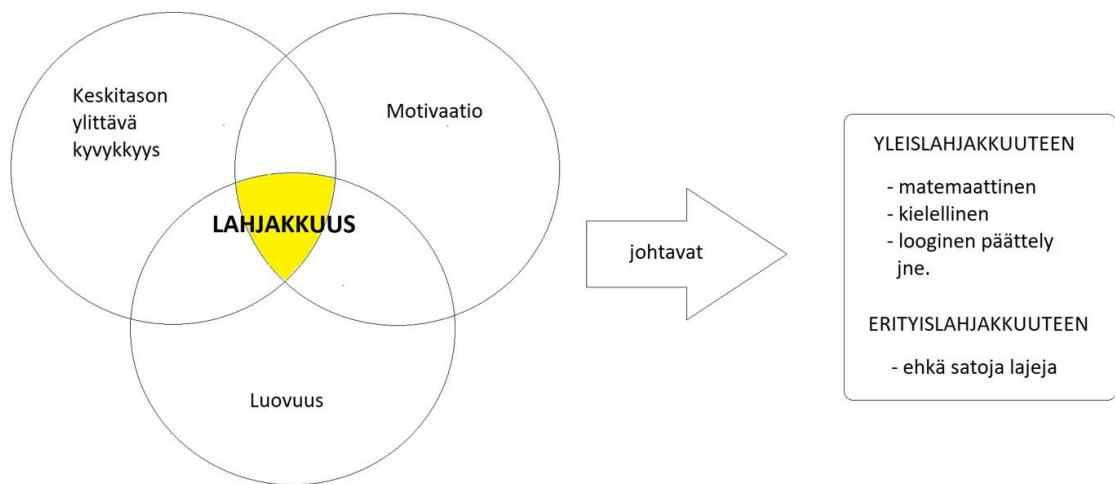 Keskitason
ylittävä
kyvykkyys
Motivaatio
LAHJAKKUUS
Luovuus
johtavat
YLEISLAHJAKKUUTEEN
- matemaattinen
- kielellinen
- looginen päättely
jne.
ERITYISLAHJAKKUUTEEN
- ehkä satoja lajeja